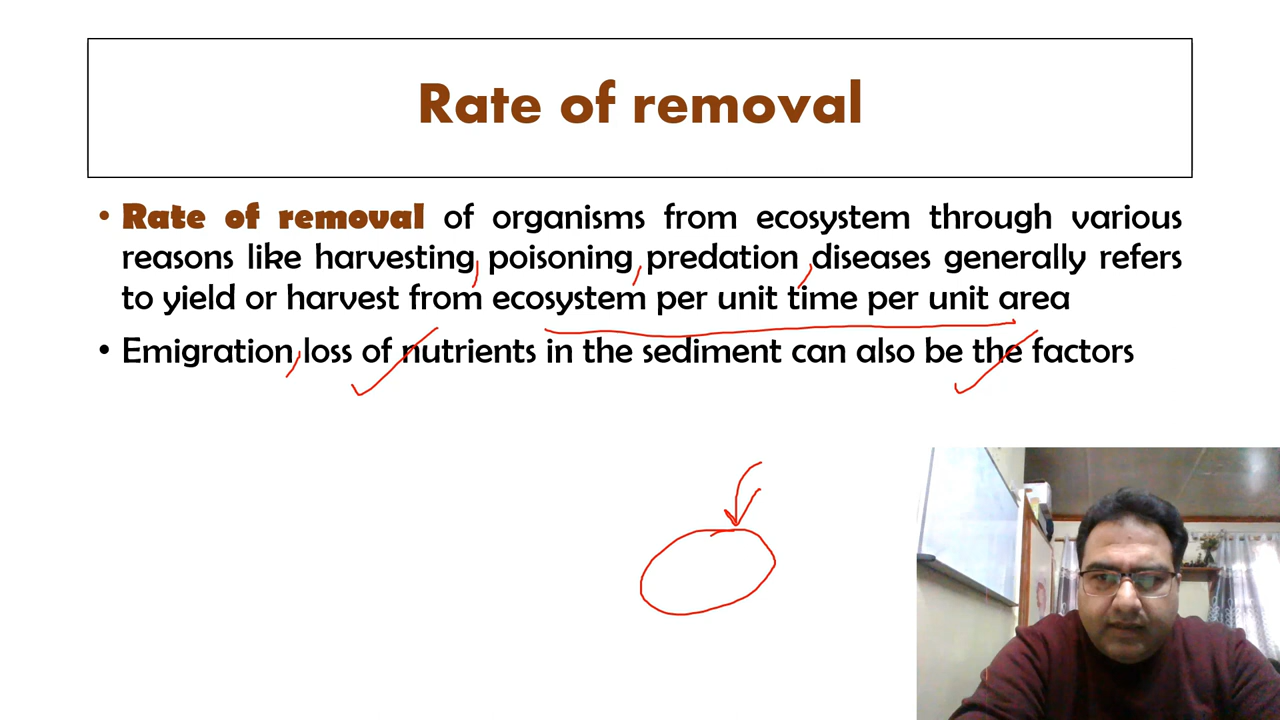 Rate of removal
• Rate of removal of organisms from ecosystem through various
reasons like harvesting, poisoning, predation ,diseases generally refers
to yield or harvest from ecosystem per unit time per unit area
• Emigration,loss of nutrients in the sediment can also be the factors